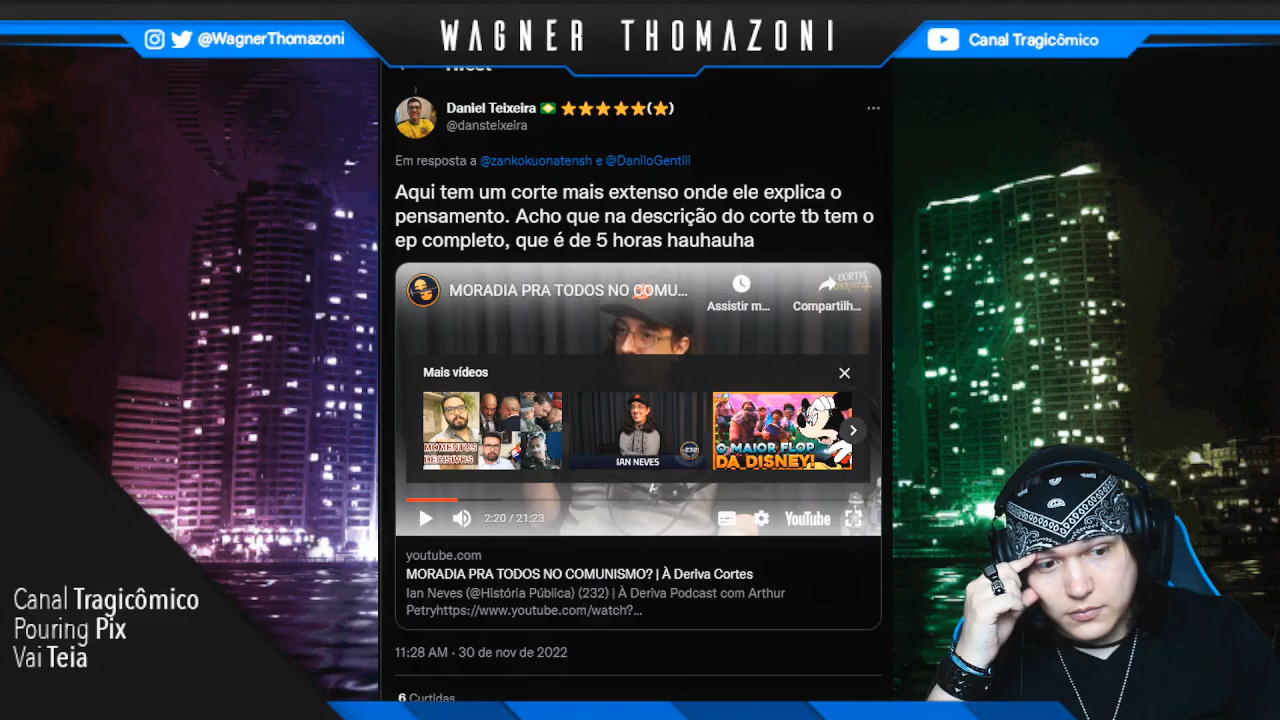 WAGNER THOMAZONI
@WagnerThomazoni
Canal Tragicômico
Tweet
Daniel Teixeira
@dansteixeira
Em resposta a @zankokuonatensh e @DaniloGentili
Aqui tem um corte mais extenso onde ele explica o
pensamento. Acho que na descrição do corte tb tem o
ep completo, que é de 5 horas hauhauha
MORADIA PRA TODOS NO COMU...
Assistir m...
Compartilh...
Mais vídeos
MOMENTOS
DECISIVOS
IAN NEVES
232
O MAIOR FLOP
DA DISNEY!
2:20 / 21:23
YouTube
youtube.com
MORADIA PRA TODOS NO COMUNISMO? | À Deriva Cortes
Ian Neves (@História Pública) (232) | À Deriva Podcast com Arthur
Petryhttps://www.youtube.com/watch?...
11:28 AM · 30 de nov de 2022
6 Curtidas
Canal Tragicômico
Pouring Pix
Vai Teia